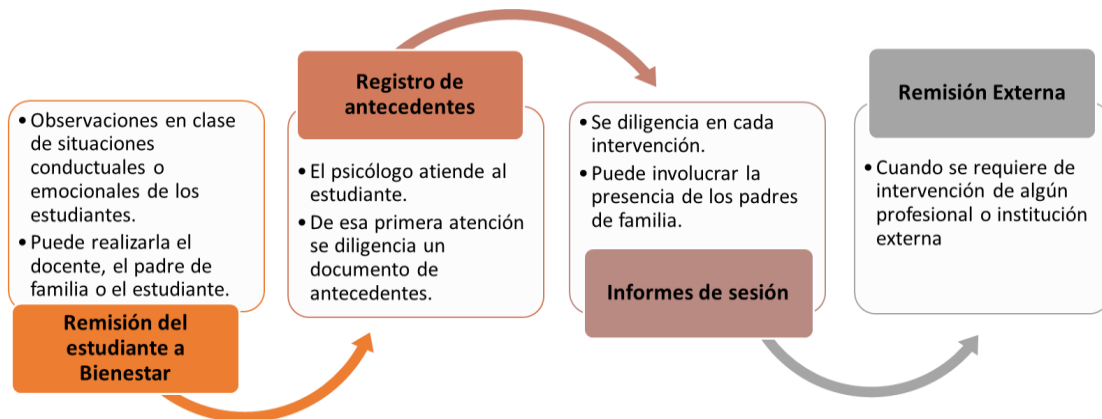 • Observaciones en clase
de situaciones
conductuales o
emocionales de los
estudiantes.
• Puede realizarla el
docente, el padre de
familia o el estudiante.
Remisión del
estudiante a
Bienestar
Registro de
antecedentes
• El psicólogo atiende al
estudiante.
• De esa primera atención
se diligencia un
documento de
antecedentes.
• Se diligencia en cada
intervención.
• Puede involucrar la
presencia de los padres
de familia.
Informes de sesión
Remisión Externa
• Cuando se requiere de
intervención de algún
profesional o institución
externa